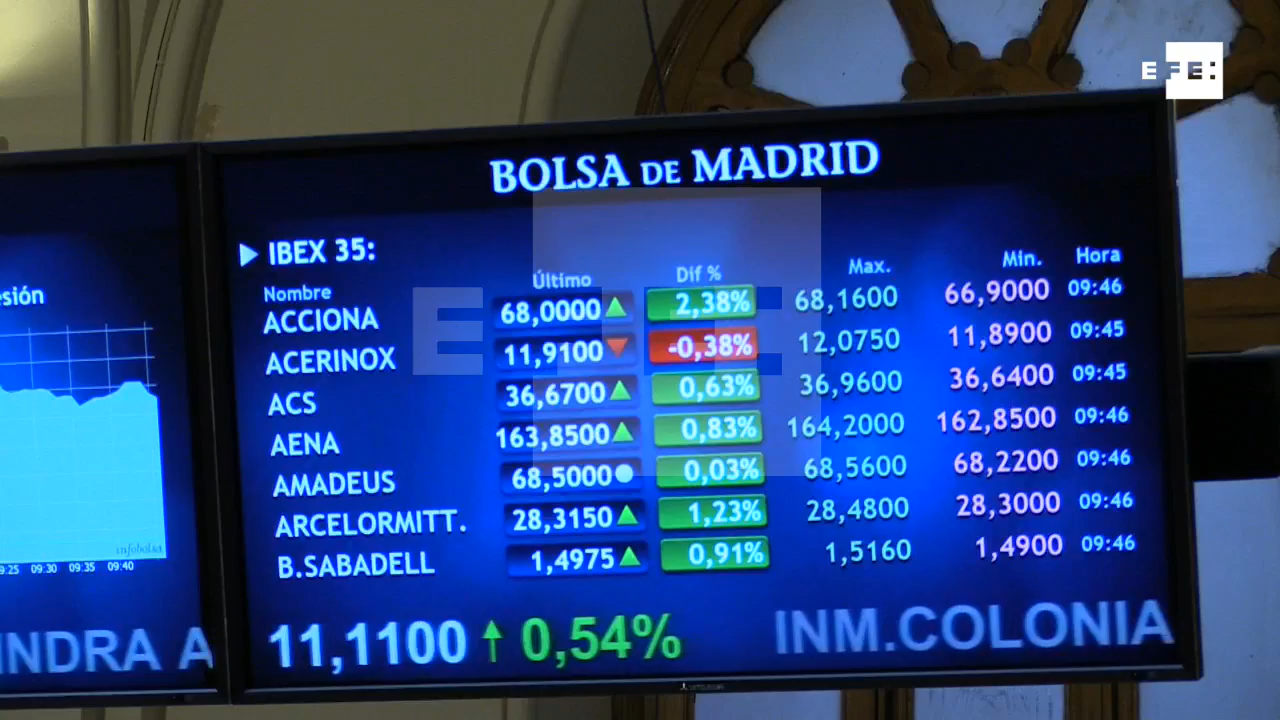 EFE:
BOLSA DE MADRID
IBEX 35:
Nombre Último Dif % Max. Min. Hora
ACCIONA 68,0000 2,38% 68,1600 66,9000 09:46
ACERINOX 11,9100 -0,38% 12,0750 11,8900 09:45
ACS 36,6700 0,63% 36,9600 36,6400 09:45
AENA 163,8500 0,83% 164,2000 162,8500 09:46
AMADEUS 68,5000 0,03% 68,5600 68,2200 09:46
ARCELORMITT. 28,3150 1,23% 28,4800 28,3000 09:46
B.SABADELL 1,4975 0,91% 1,5160 1,4900 09:46
11,1100 ↑ 0,54% INM.COLONIA
esión
infobolsa
9:25 09:30 09:35 09:40
INDRA A
EFE